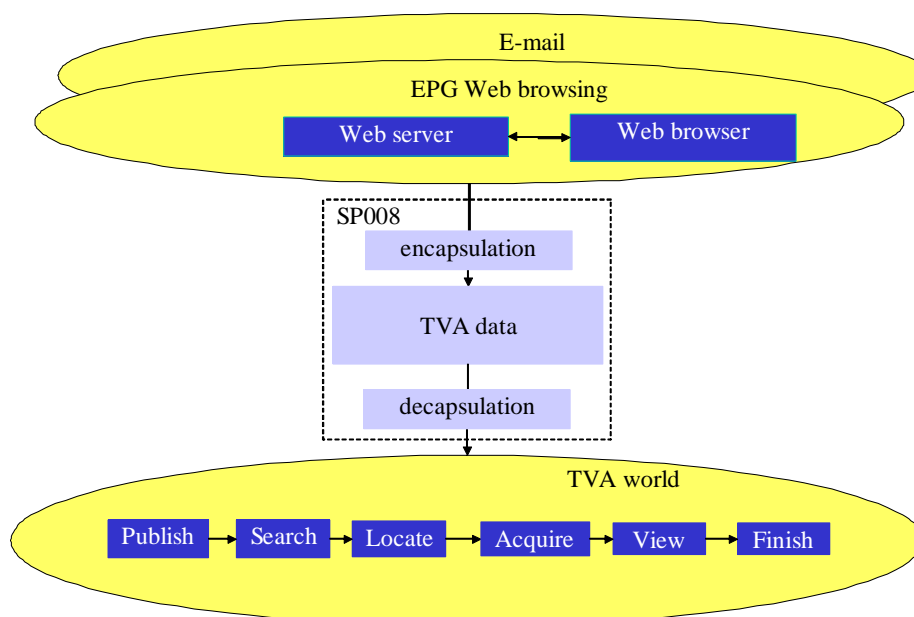 E-mail
EPG Web browsing
Web server
Web browser
SP008
encapsulation
TVA data
decapsulation
TVA world
Publish
Search
Locate
Acquire
View
Finish